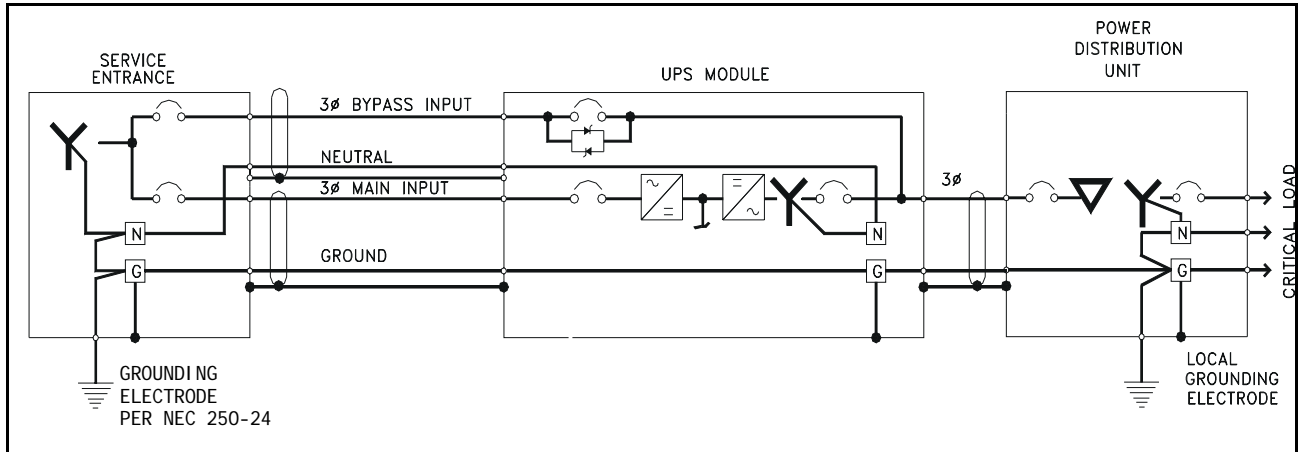 SERVICE
ENTRANCE
UPS MODULE
POWER
DISTRIBUTION
UNIT
3ø BYPASS INPUT
NEUTRAL
3ø MAIN INPUT
3ø
N
N
N
GROUND
G
G
G
CRITICAL LOAD
GROUNDING
ELECTRODE
PER NEC 250-24
LOCAL
GROUNDING
ELECTRODE